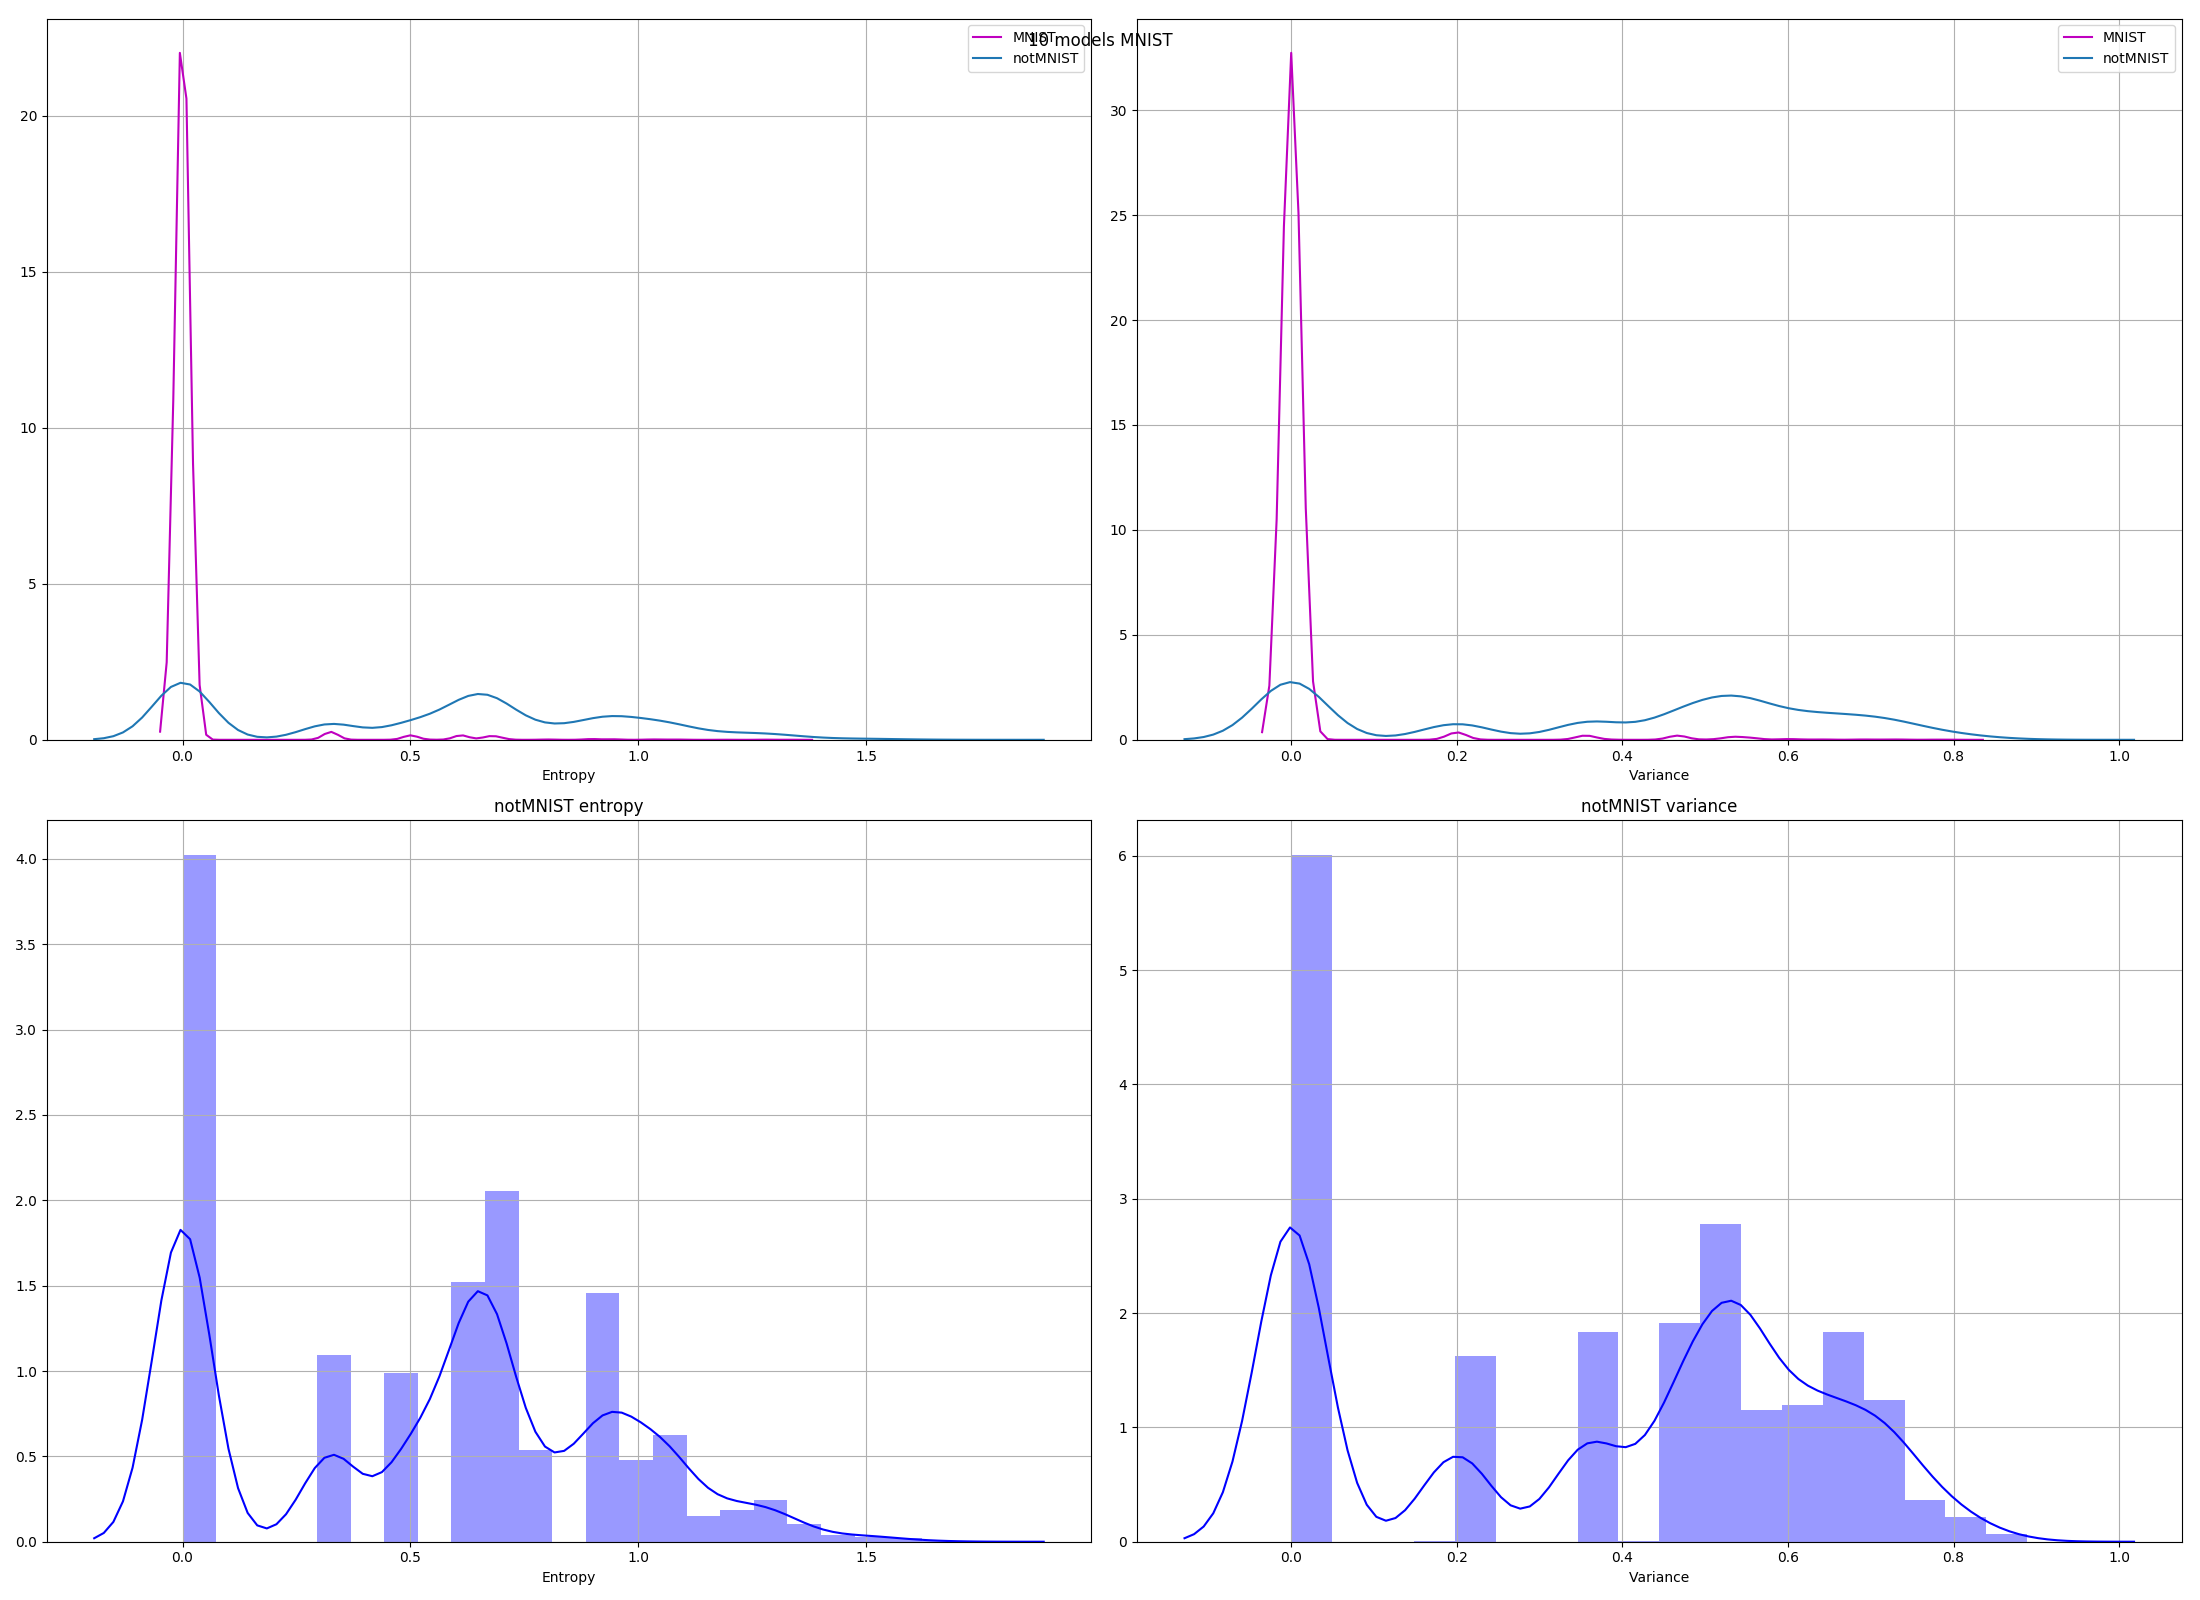 10 models MNIST
MNIST
notMNIST
20
15
10
5
0
0.0 0.5 1.0 1.5
Entropy
MNIST
notMNIST
30
25
20
15
10
5
0
0.0 0.2 0.4 0.6 0.8 1.0
Variance
notMNIST entropy
4.0
3.5
3.0
2.5
2.0
1.5
1.0
0.5
0.0
0.0 0.5 1.0 1.5
Entropy
notMNIST variance
6
5
4
3
2
1
0
0.0 0.2 0.4 0.6 0.8 1.0
Variance